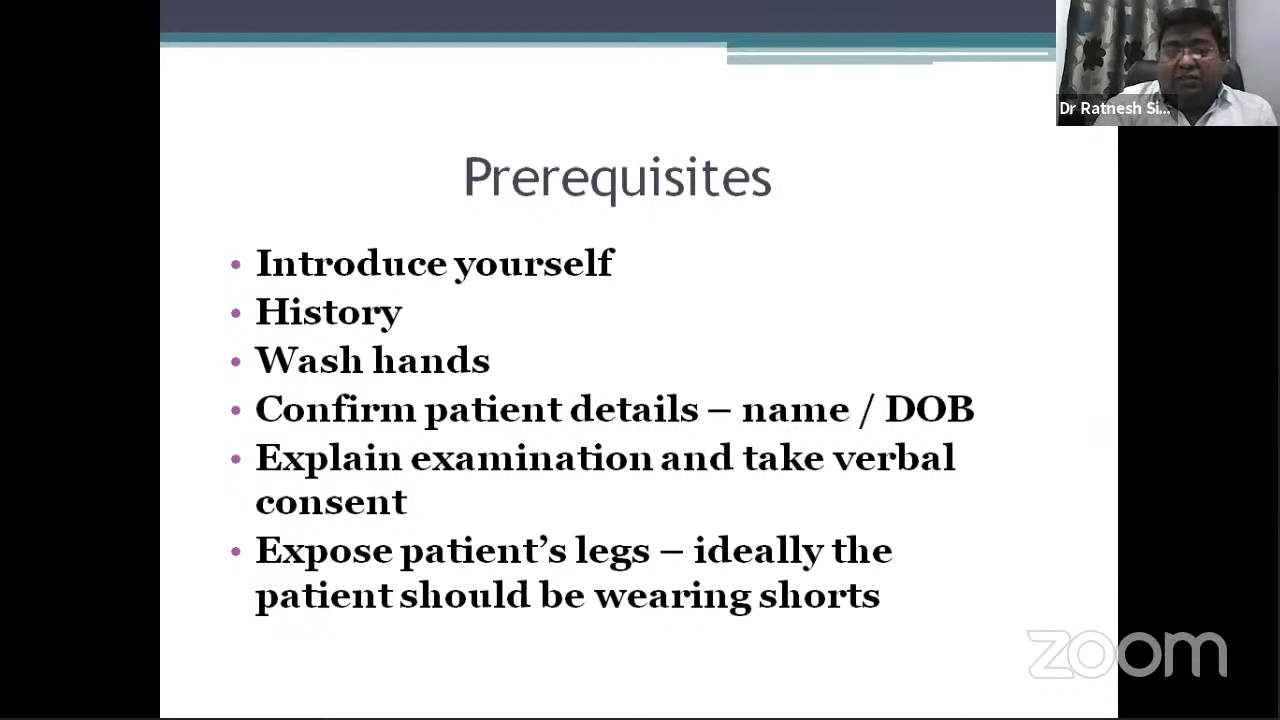 Dr Ratnesh Si...
Prerequisites
• Introduce yourself
• History
• Wash hands
• Confirm patient details – name / DOB
• Explain examination and take verbal
consent
• Expose patient's legs – ideally the
patient should be wearing shorts
zoom